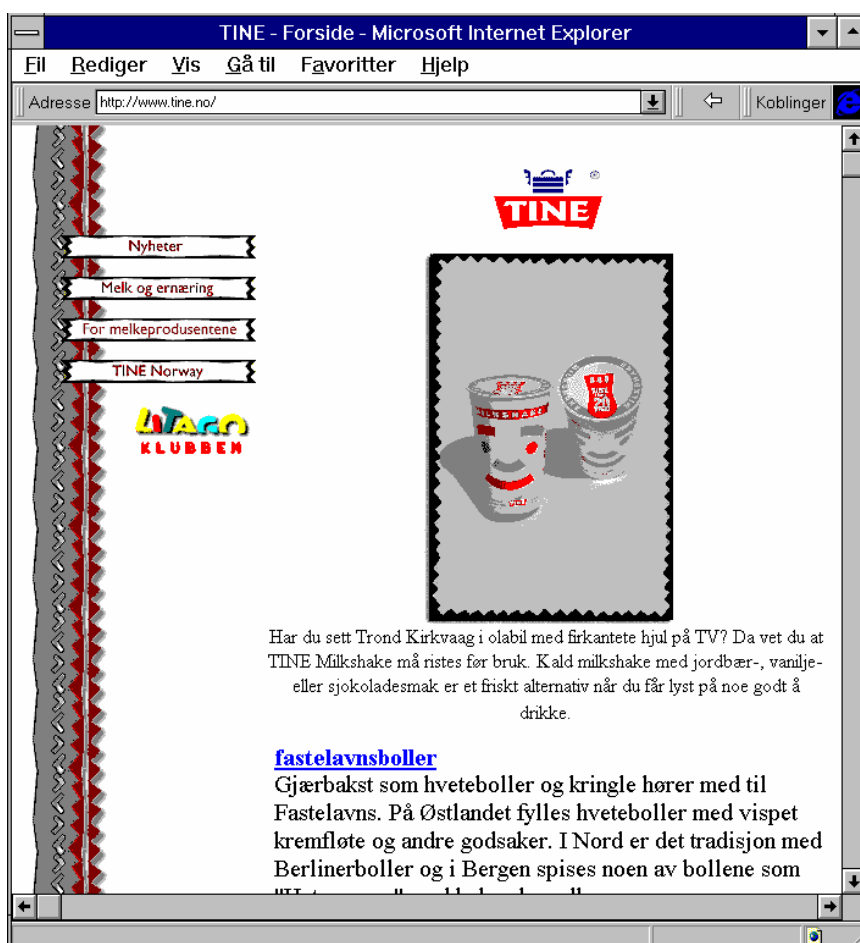 TINE - Forside - Microsoft Internet Explorer
Fil Rediger Vis Gå til Favoritter Hjelp
Adresse http://www.tine.no/ Koblinger
TINE
Nyheter
Melk og ernæring
For melkeprodusentene
TINE Norway
LiTAGO
KLUBBEN
MILKSHAKE
Har du sett Trond Kirkvaag i olabil med firkantete hjul på TV? Da vet du at
TINE Milkshake må ristes før bruk. Kald milkshake med jordbær-, vanilje-
eller sjokoladesmak er et friskt alternativ når du får lyst på noe godt å
drikke.
fastelavnsboller
Gjærbakst som hveteboller og kringle hører med til
Fastelavns. På Østlandet fylles hveteboller med vispet
kremfløte og andre godsaker. I Nord er det tradisjon med
Berlinerboller og i Bergen spises noen av bollene som